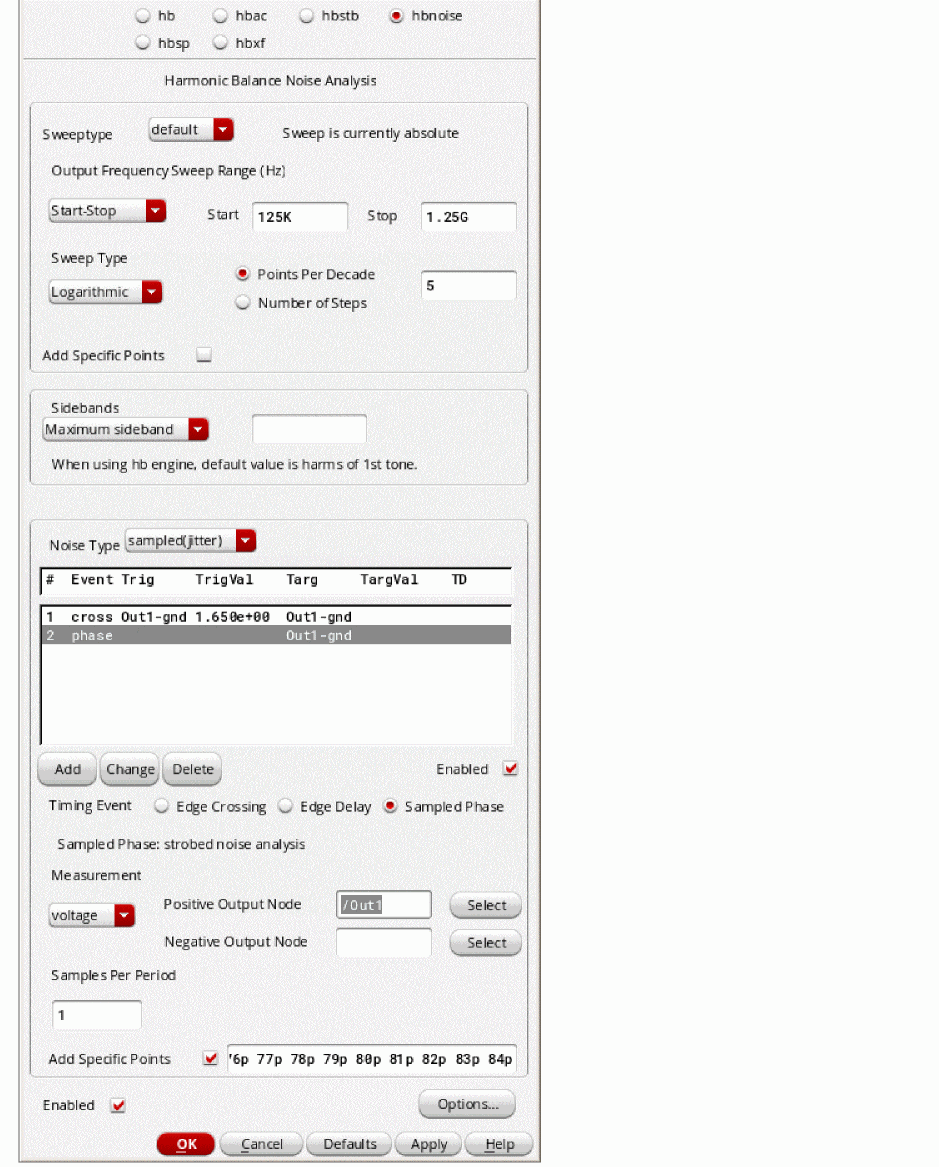 hb hbac hbstb hbnoise
hbsp hbxf
Harmonic Balance Noise Analysis
Sweeptype default Sweep is currently absolute
Output Frequency Sweep Range (Hz)
Start-Stop Start 125K Stop 1.25G
Sweep Type
Points Per Decade
Logarithmic 5
Number of Steps
Add Specific Points
Sidebands
Maximum sideband
When using hb engine, default value is harms of 1st tone.
Noise Type sampled(jitter)
# Event Trig TrigVal Targ TargVal TD
1 cross Out1-gnd 1.650e+00 Out1-gnd
2 phase Out1-gnd
Add Change Delete Enabled
Timing Event Edge Crossing Edge Delay Sampled Phase
Sampled Phase: strobed noise analysis
Measurement
voltage Positive Output Node /Out1 Select
Negative Output Node Select
Samples Per Period
1
Add Specific Points 6p 77p 78p 79p 80p 81p 82p 83p 84p
Enabled Options...
OK Cancel Defaults Apply Help